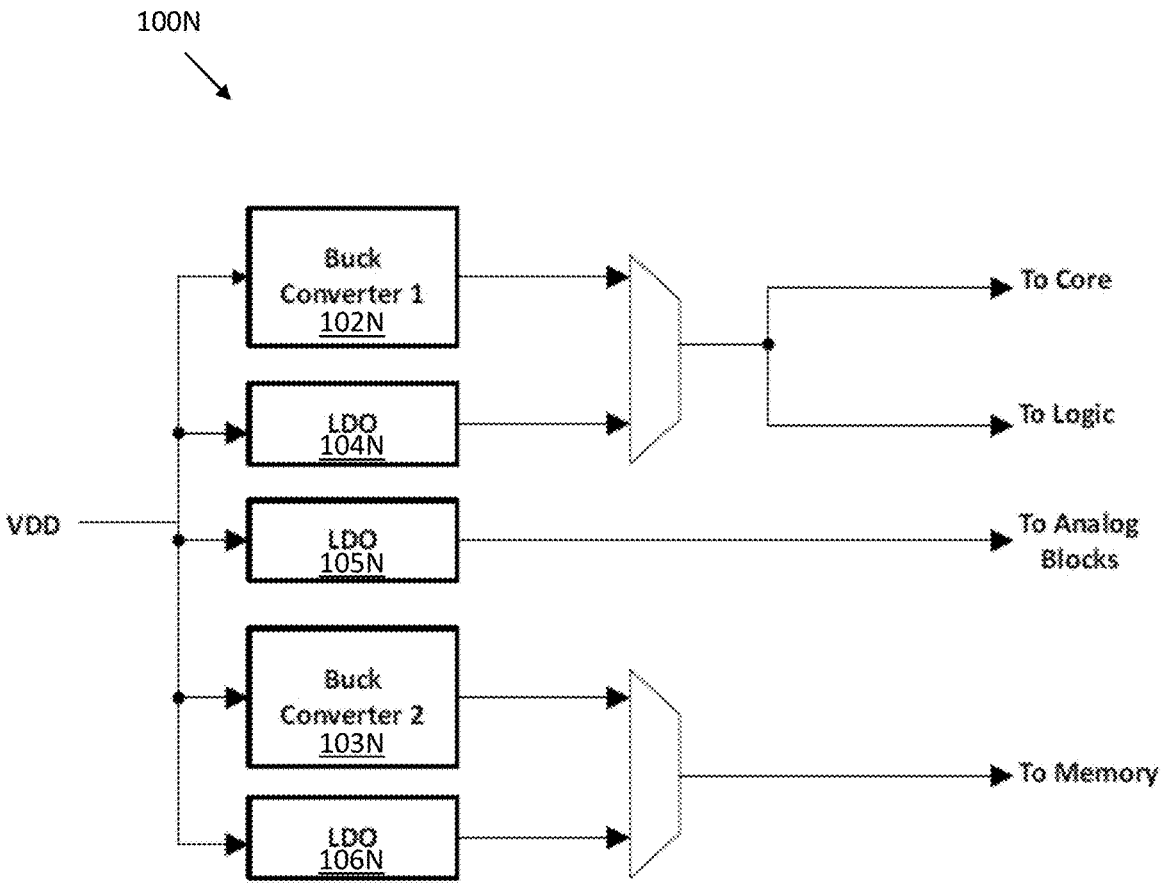 100N
Buck
Converter 1
102N
To Core
LDO
104N
To Logic
VDD
LDO
105N
To Analog
Blocks
Buck
Converter 2
103N
To Memory
LDO
106N